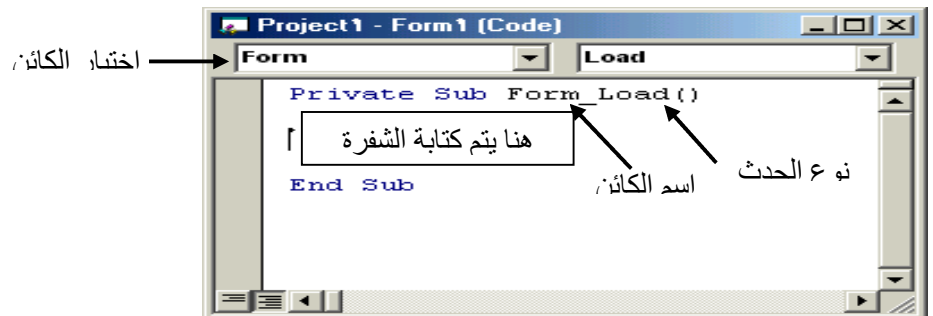 Project1 - Form1 (Code)
اختيار الكائن
Form
Load
Private Sub Form_Load()
هنا يتم كتابة الشفرة
End Sub
اسم الكائن
نوع الحدث